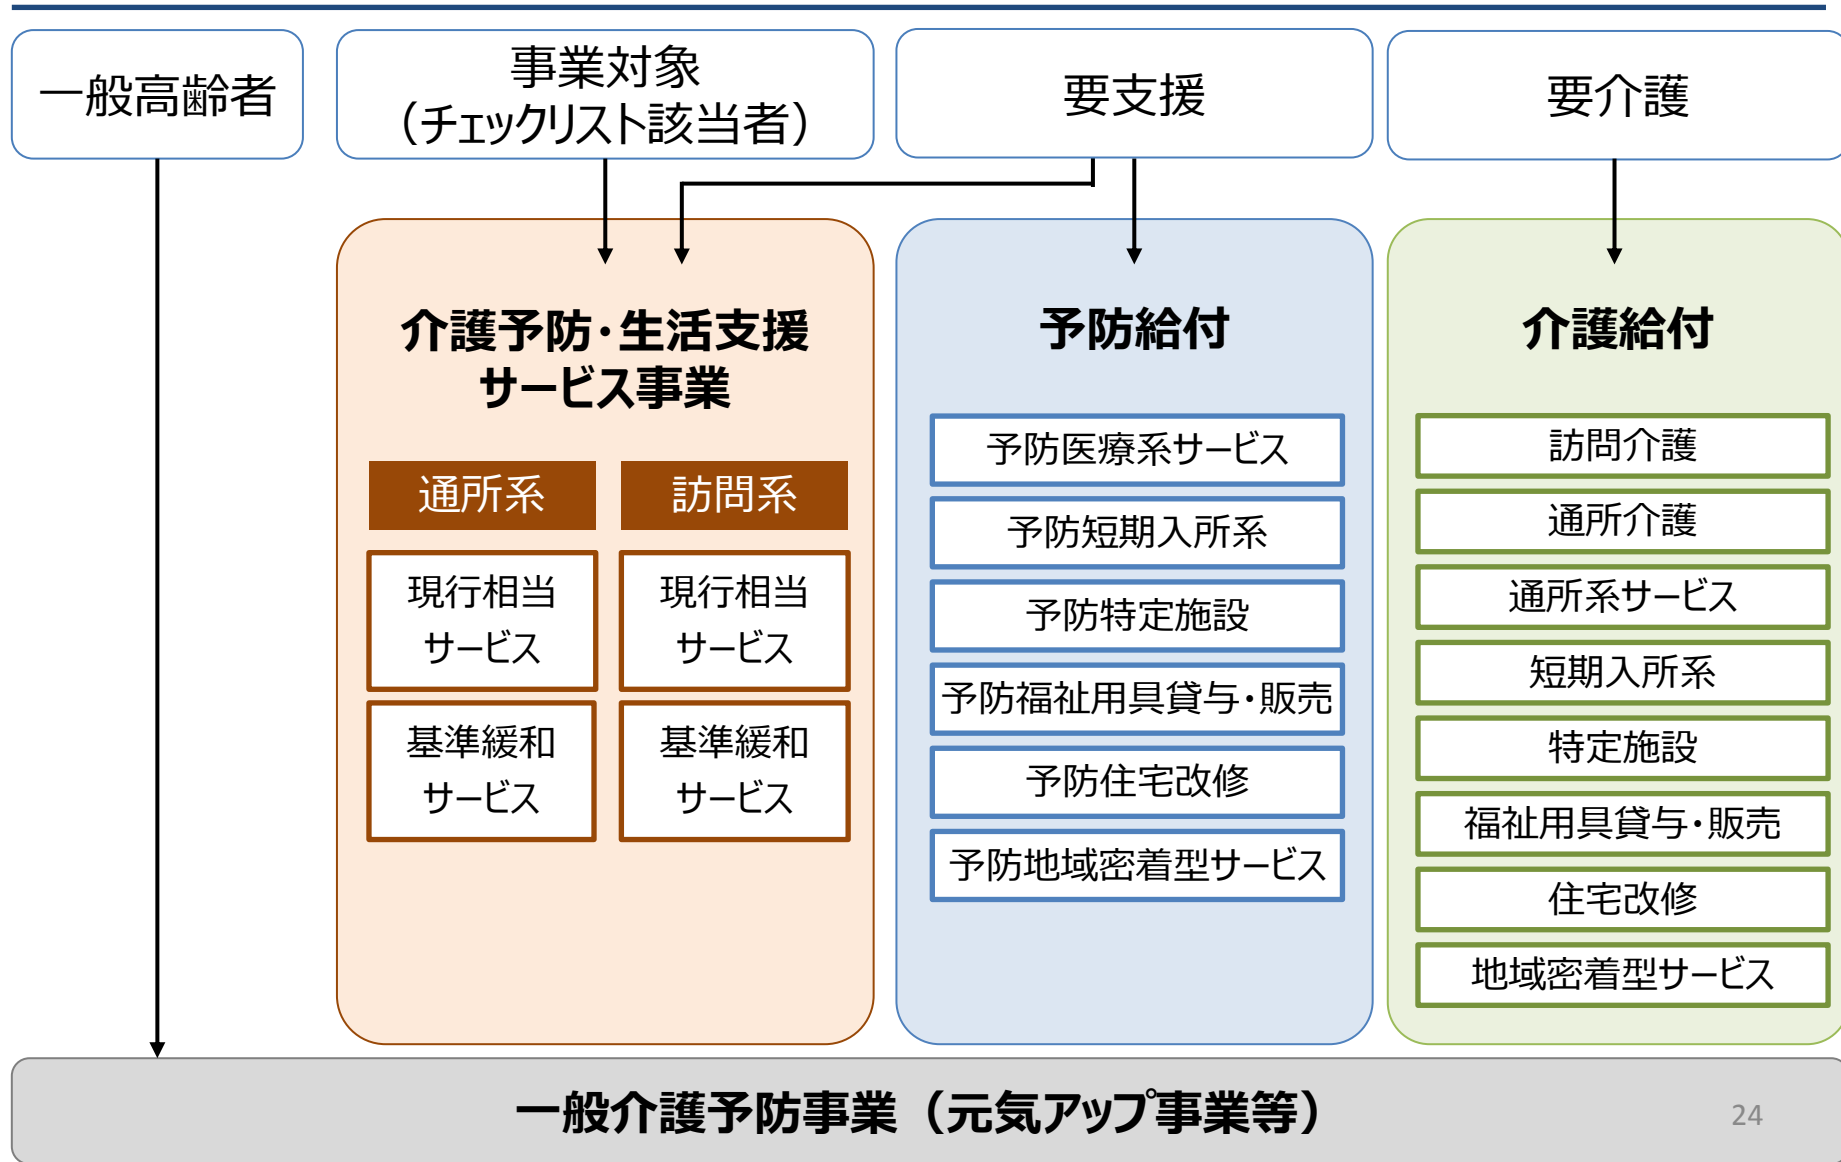 一般高齢者
事業対象
（チェックリスト該当者）
要支援
要介護
介護予防・生活支援
サービス事業
通所系
訪問系
現行相当
サービス
現行相当
サービス
基準緩和
サービス
基準緩和
サービス
予防給付
予防医療系サービス
予防短期入所系
予防特定施設
予防福祉用具貸与・販売
予防住宅改修
予防地域密着型サービス
介護給付
訪問介護
通所介護
通所系サービス
短期入所系
特定施設
福祉用具貸与・販売
住宅改修
地域密着型サービス
一般介護予防事業（元気アップ事業等）
24